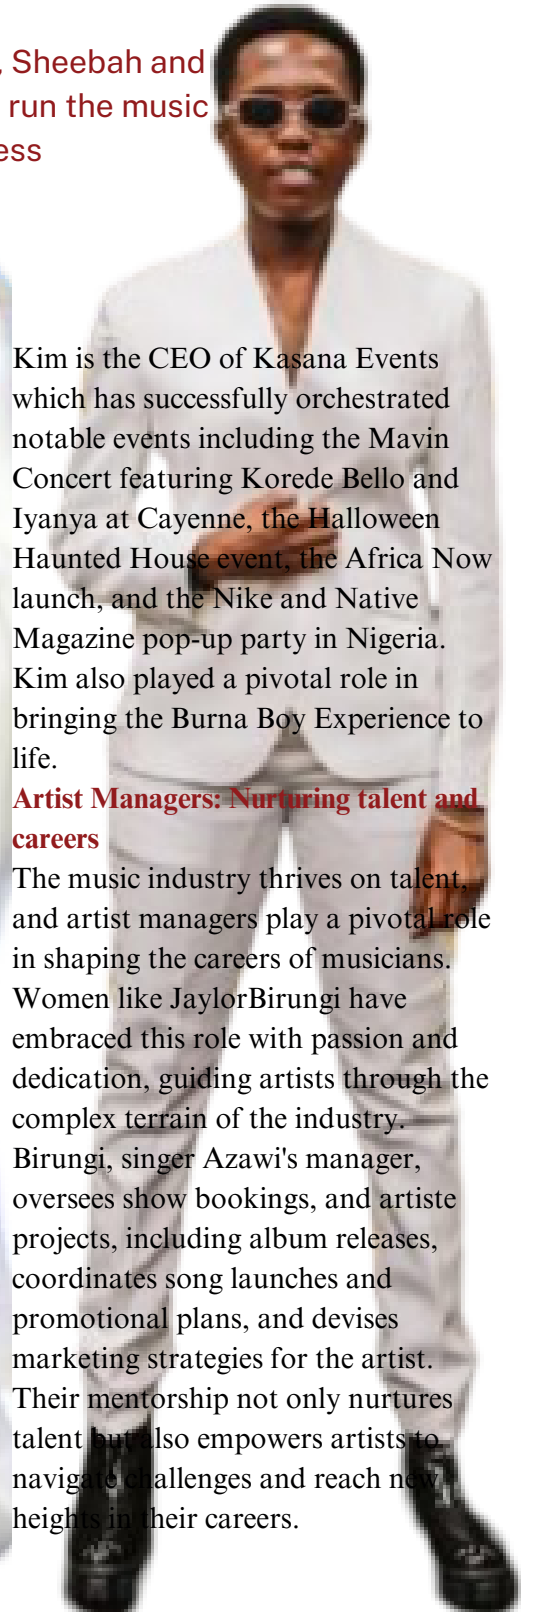 , Sheebah and
run the music
ess
Kim is the CEO of Kasana Events
which has successfully orchestrated
notable events including the Mavin
Concert featuring Korede Bello and
Iyanya at Cayenne, the Halloween
Haunted House event, the Africa Now
launch, and the Nike and Native
Magazine pop-up party in Nigeria.
Kim also played a pivotal role in
bringing the Burna Boy Experience to
life.
Artist Managers: Nurturing talent and
careers
The music industry thrives on talent,
and artist managers play a pivotal role
in shaping the careers of musicians.
Women like JaylorBirungi have
embraced this role with passion and
dedication, guiding artists through the
complex terrain of the industry.
Birungi, singer Azawi's manager,
oversees show bookings, and artiste
projects, including album releases,
coordinates song launches and
promotional plans, and devises
marketing strategies for the artist.
Their mentorship not only nurtures
talent but also empowers artists to
navigate challenges and reach new
heights in their careers.